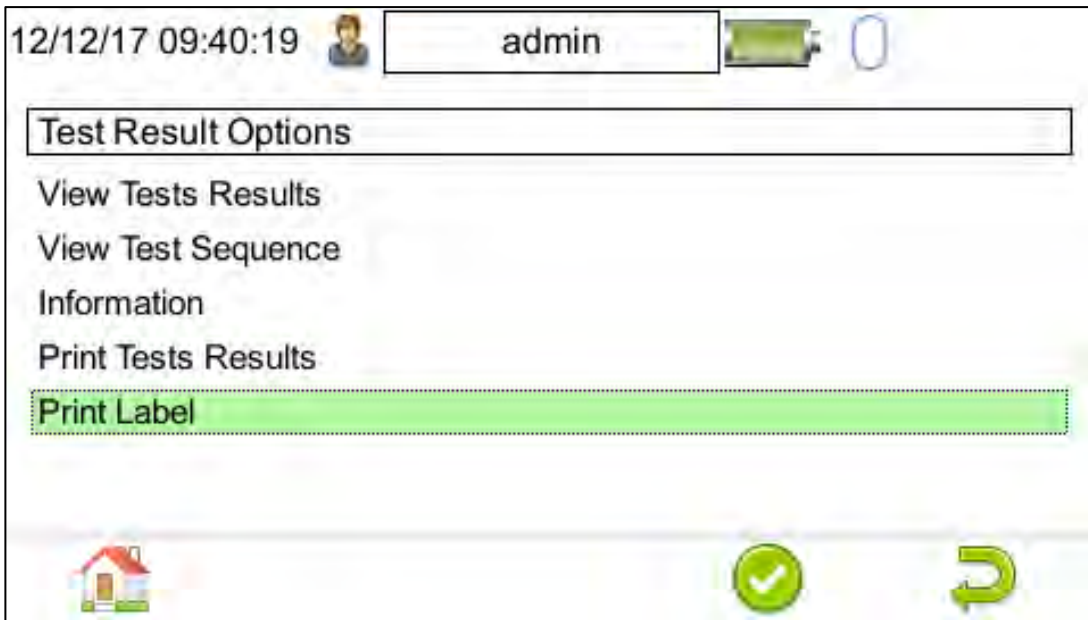 12/12/17 09:40:19 admin
Test Result Options
View Tests Results
View Test Sequence
Information
Print Tests Results
Print Label